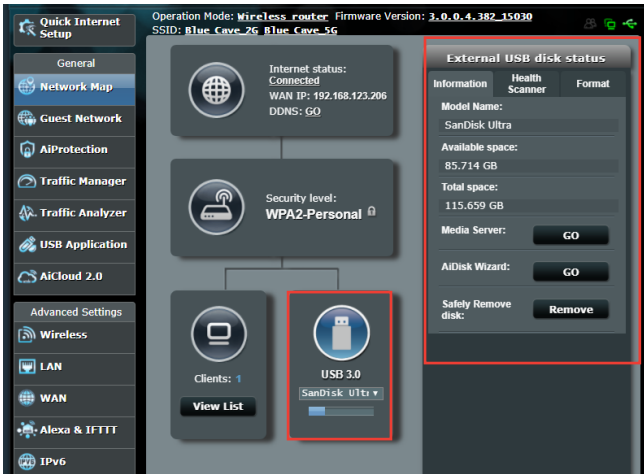 Quick Internet
Setup
Operation Mode: Wireless router Firmware Version: 3.0.0.4.382_15030
SSID: Blue Cave_2G Blue Cave_5G
General
Network Map
Guest Network
AiProtection
Traffic Manager
Traffic Analyzer
USB Application
AiCloud 2.0
Advanced Settings
Wireless
LAN
WAN
Alexa & IFTTT
IPv6
Internet status:
Connected
WAN IP: 192.168.123.206
DDNS: GO
Security level:
WPA2-Personal
Clients: 1
View List
USB 3.0
SanDisk Ultr
External USB disk status
Information
Health
Scanner
Format
Model Name:
SanDisk Ultra
Available space:
85.714 GB
Total space:
115.659 GB
Media Server:
GO
AiDisk Wizard:
GO
Safely Remove
disk:
Remove